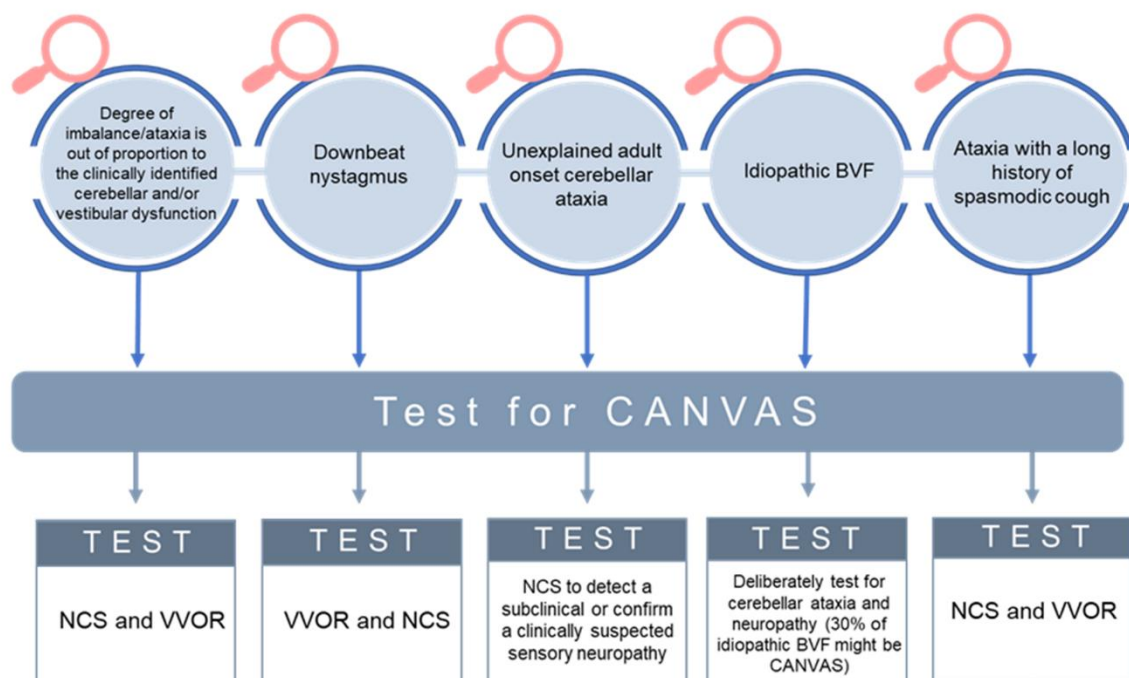 Degree of
imbalance/ataxia is
out of proportion to
the clinically identified
cerebellar and/or
vestibular dysfunction
Downbeat
nystagmus
Unexplained adult
onset cerebellar
ataxia
Idiopathic BVF
Ataxia with a long
history of
spasmodic cough
Test for CANVAS
TEST
NCS and VVOR
TEST
VVOR and NCS
TEST
NCS to detect a
subclinical or confirm
a clinically suspected
sensory neuropathy
TEST
Deliberately test for
cerebellar ataxia and
neuropathy (30% of
idiopathic BVF might be
CANVAS)
TEST
NCS and VVOR